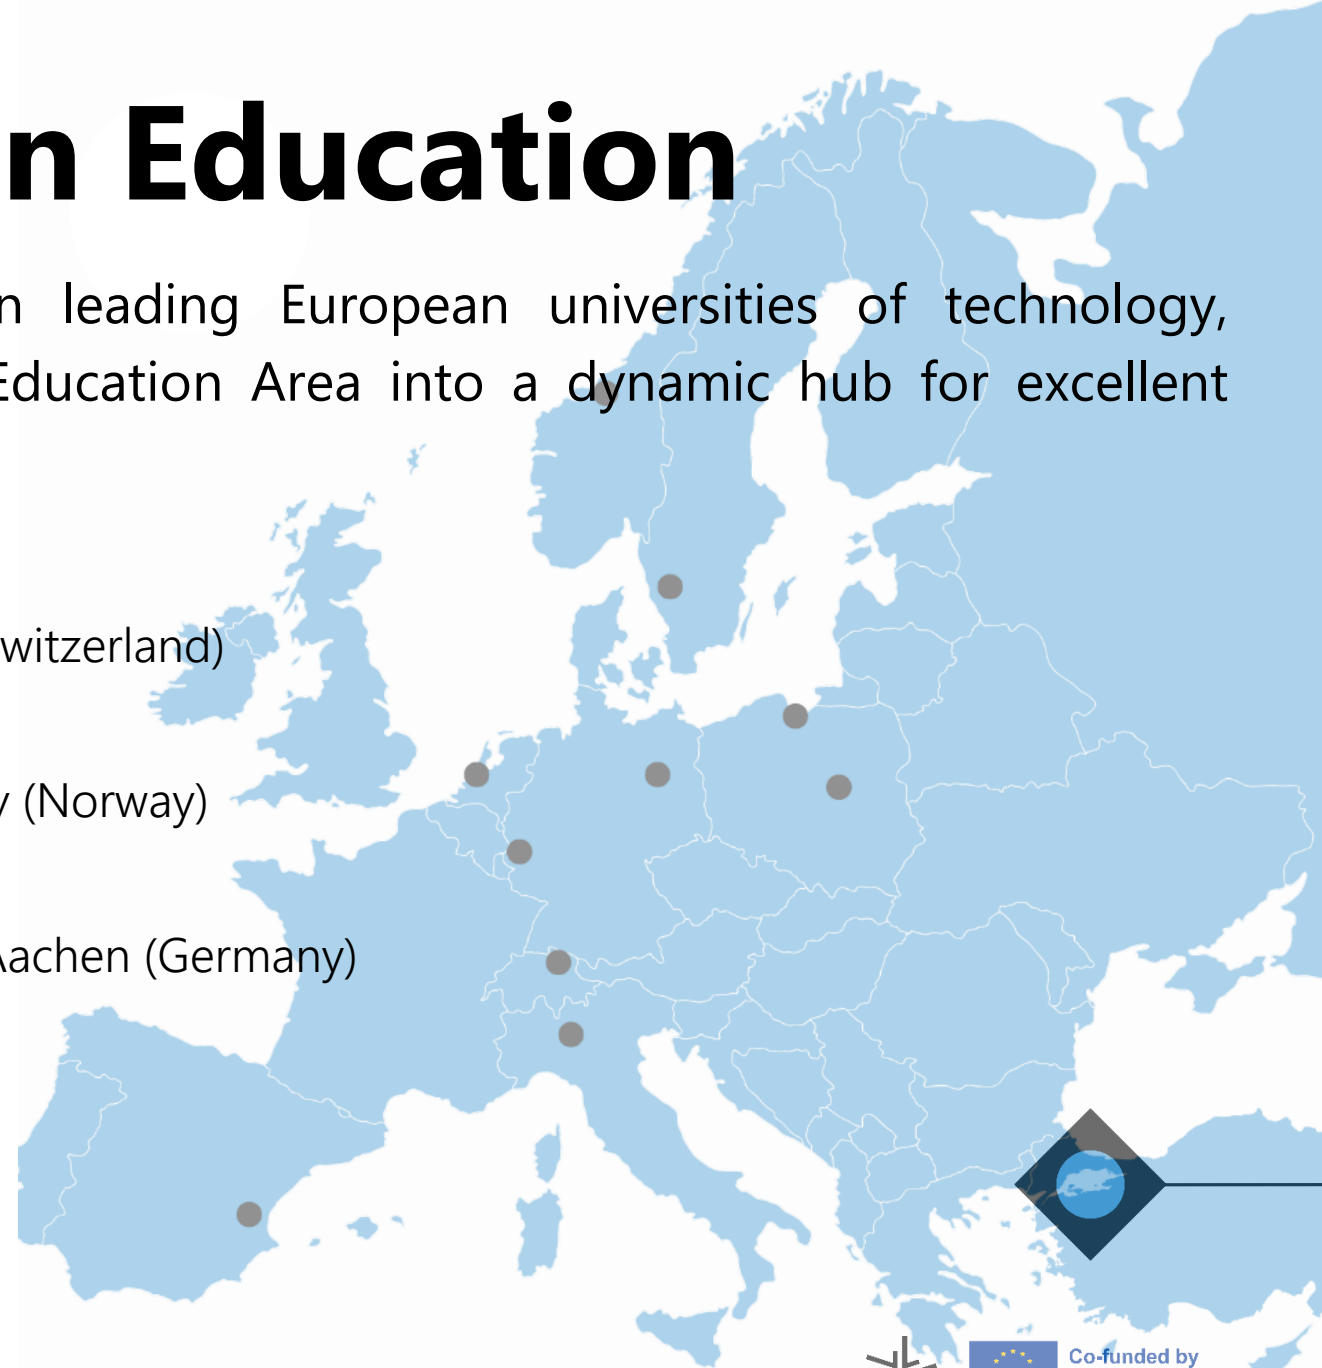 n Education
n leading European universities of technology,
Education Area into a dynamic hub for excellent
witzerland)
y (Norway)
Aachen (Germany)
Co-funded by